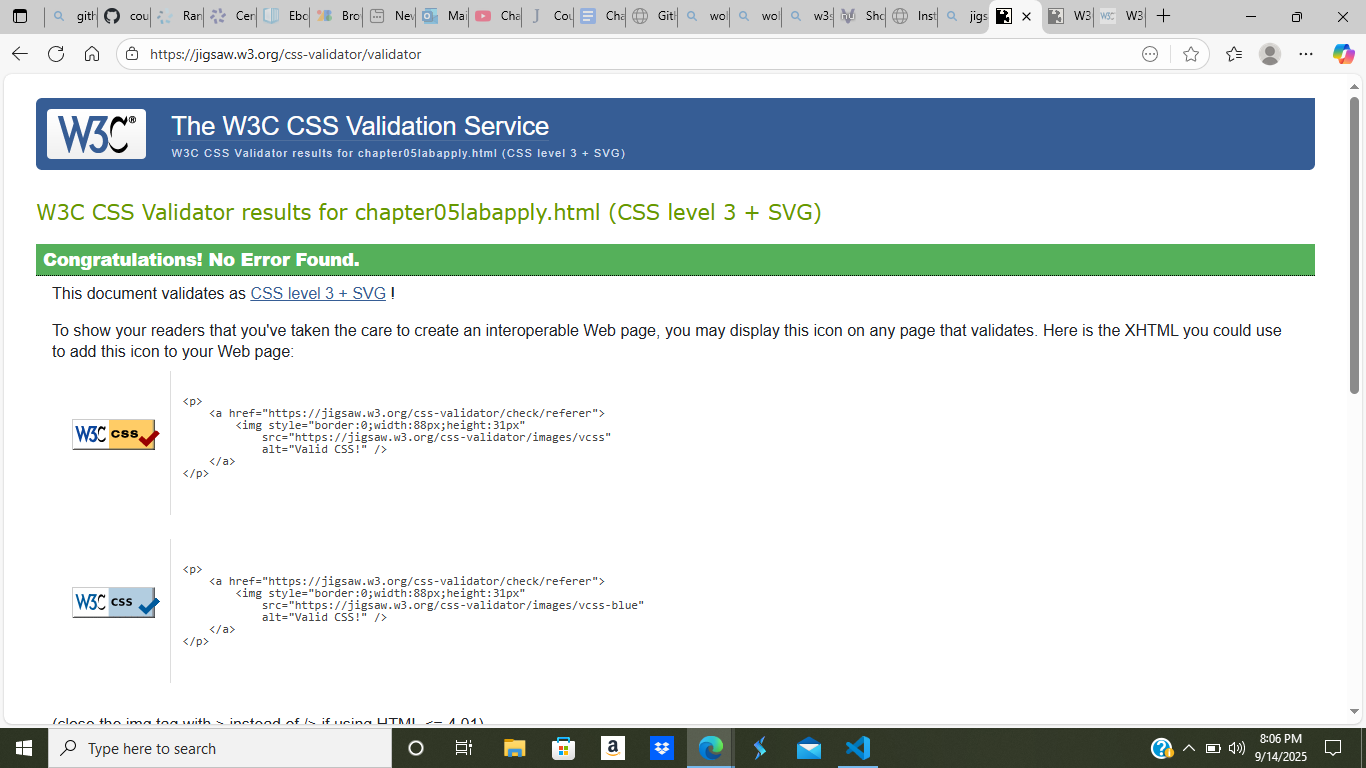 gith
cou
Ran
Cen
Ebo
Bro
New
Mai
Cha
Cou
Cha
Gith
wol
wol
w3s
Sho
Inst
jigs
W3
W3
https://jigsaw.w3.org/css-validator/validator
W3C®
The W3C CSS Validation Service
W3C CSS Validator results for chapter05labapply.html (CSS level 3 + SVG)
W3C CSS Validator results for chapter05labapply.html (CSS level 3 + SVG)
Congratulations! No Error Found.
This document validates as CSS level 3 + SVG !
To show your readers that you've taken the care to create an interoperable Web page, you may display this icon on any page that validates. Here is the XHTML you could use
to add this icon to your Web page:
W3C css
<p>
<a href="https://jigsaw.w3.org/css-validator/check/referer">
<img style="border:0;width:88px;height:31px"
src="https://jigsaw.w3.org/css-validator/images/vcss"
alt="Valid CSS!" />
</a>
</p>
W3C css
<p>
<a href="https://jigsaw.w3.org/css-validator/check/referer">
<img style="border:0;width:88px;height:31px"
src="https://jigsaw.w3.org/css-validator/images/vcss-blue"
alt="Valid CSS!" />
</a>
</p>
(close the img tag with > instead of /> if using HTML <= 4.01)
Type here to search
8:06 PM
9/14/2025